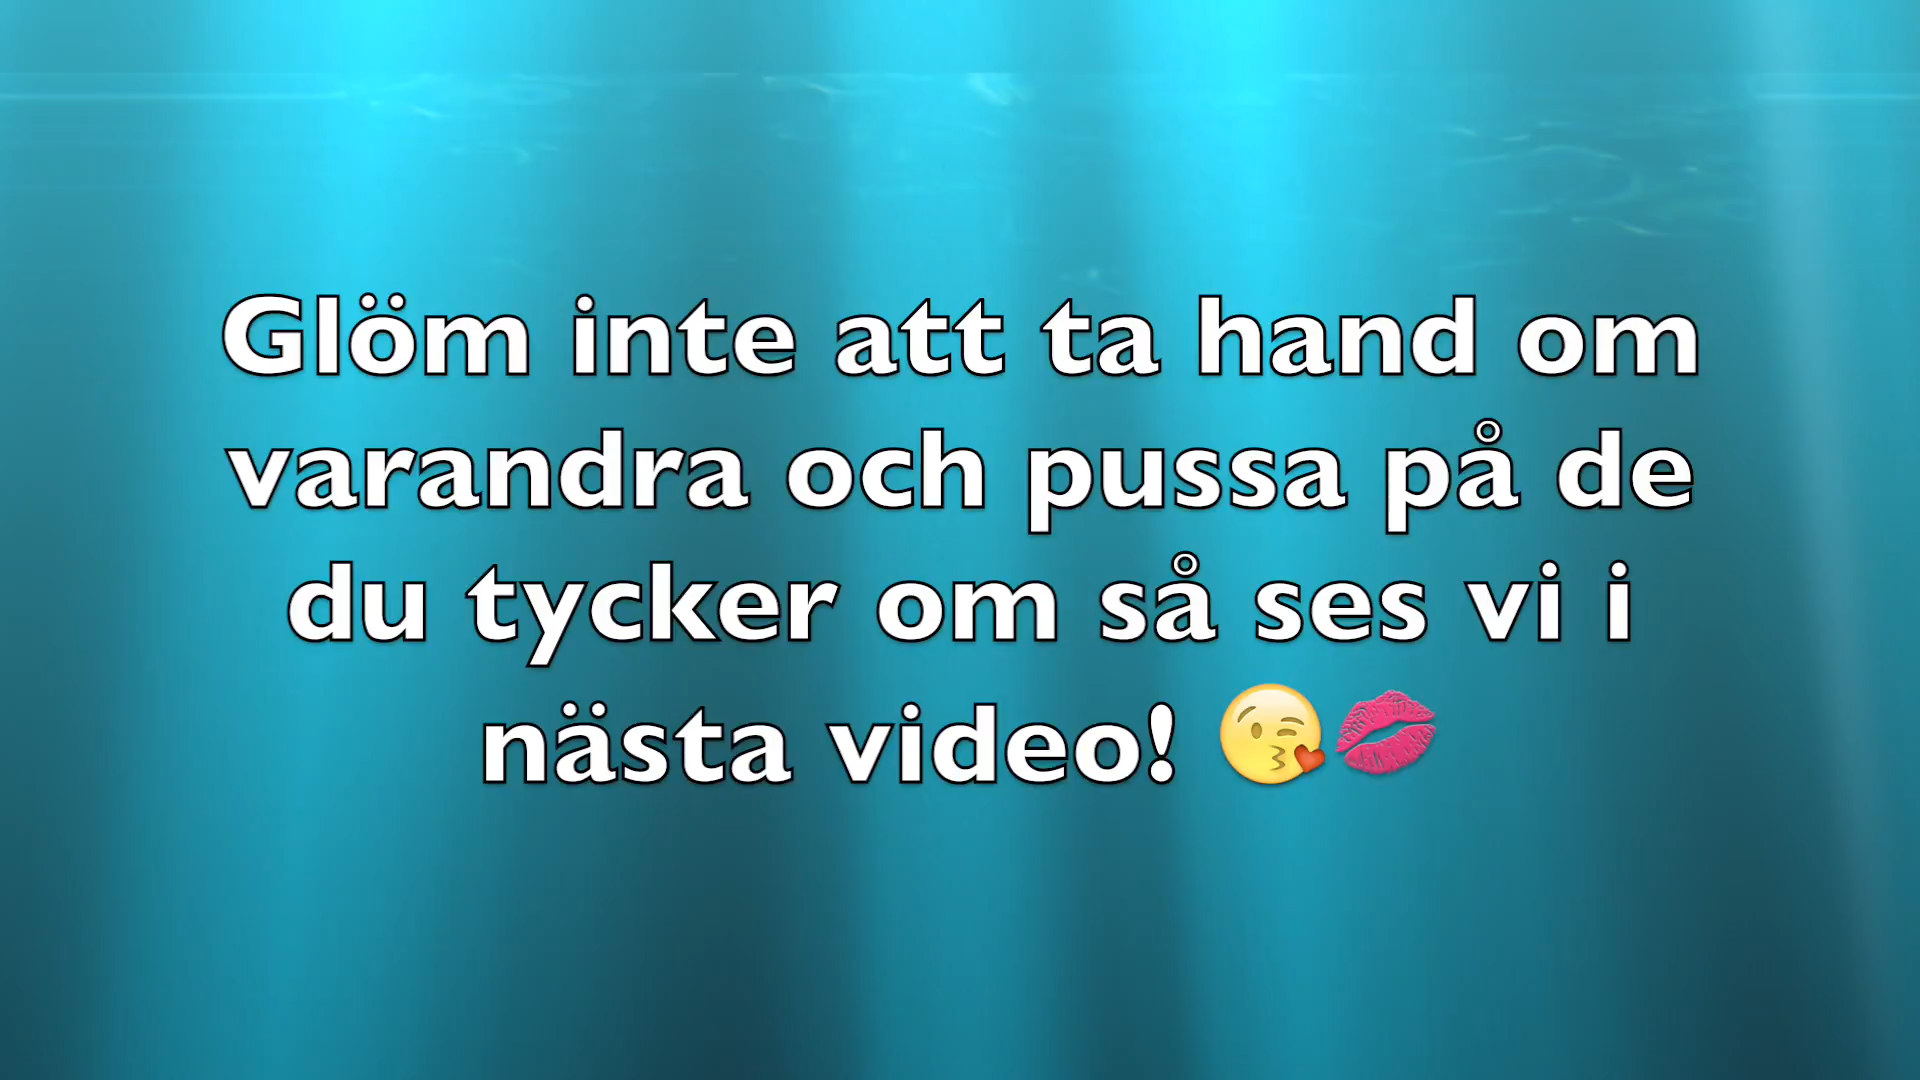 Glöm inte att ta hand om
varandra och pussa på de
du tycker om så ses vi i
nästa video! 😘💋